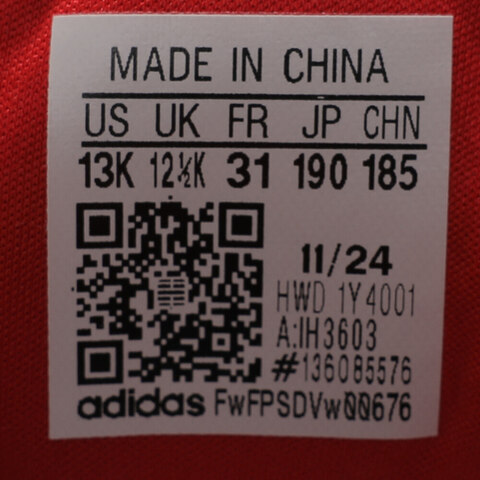 MADE IN CHINA
US UK FR JP CHN
13K 12½K 31 190 185
11/24
HWD 1Y4001
A:IH3603
#136085576
adidas FwFPSDVw00676